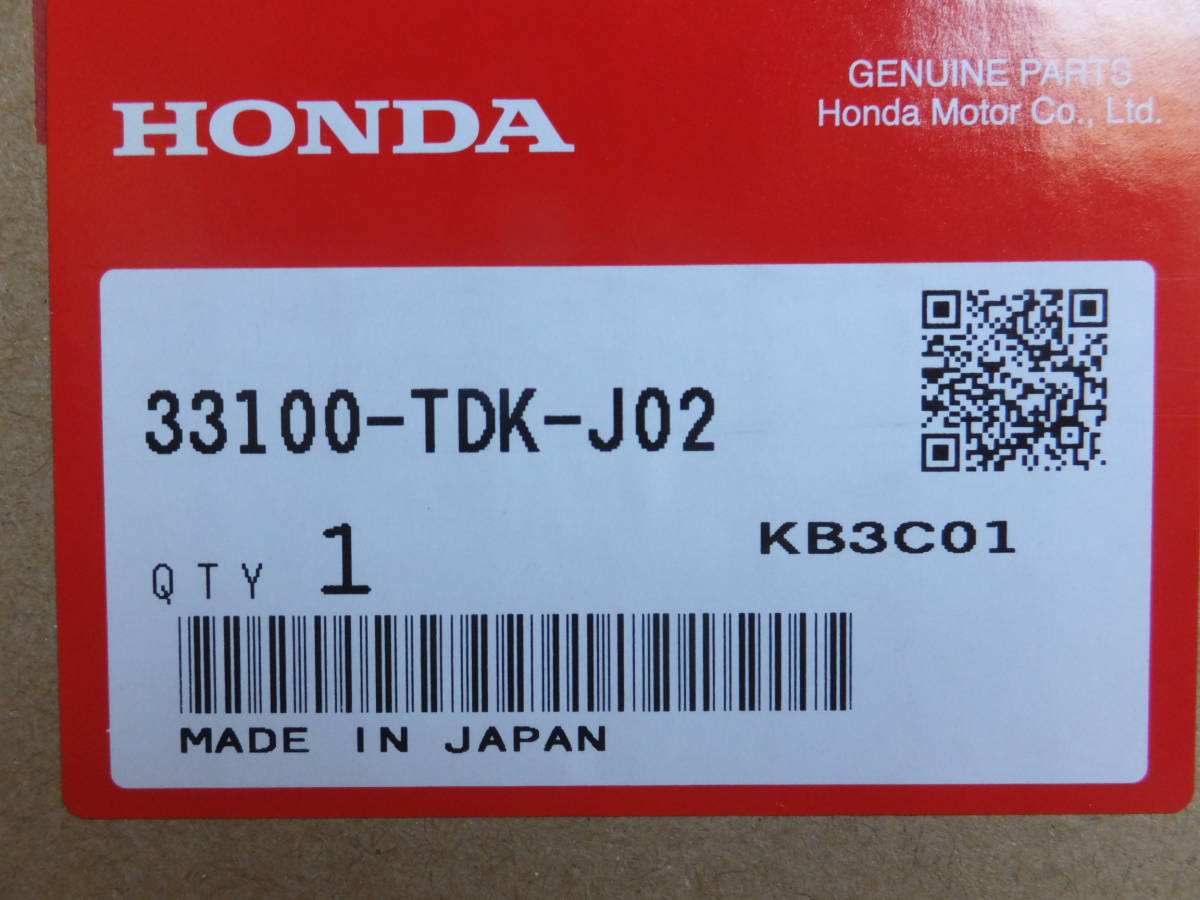 HONDA
GENUINE PARTS
Honda Motor Co., Ltd.
33100-TDK-J02
QTY 1
KB3C01
MADE IN JAPAN